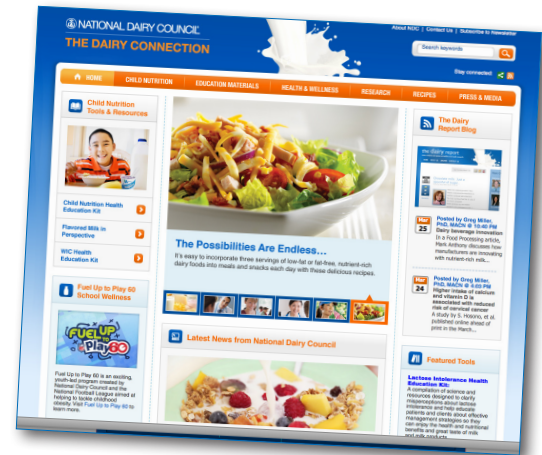 NATIONAL DAIRY COUNCIL
THE DAIRY CONNECTION
About NDC | Contact Us | Subscribe to Newsletter
Search keywords
Stay connected:
HOME
CHILD NUTRITION
EDUCATION MATERIALS
HEALTH & WELLNESS
RESEARCH
RECIPES
PRESS & MEDIA
Child Nutrition
Tools & Resources
Child Nutrition Health
Education Kit
Flavored Milk in
Perspective
WIC Health
Education Kit
Fuel Up to Play 60
School Wellness
FUEL UP
TO
Play 60
Fuel Up to Play 60 is an exciting,
youth-led program created by
National Dairy Council and the
National Football League aimed at
helping to tackle childhood
obesity. Visit Fuel Up to Play 60 to
learn more.
The Possibilities Are Endless...
It's easy to incorporate three servings of low-fat or fat-free, nutrient-rich
dairy foods into meals and snacks each day with these delicious recipes.
Latest News from National Dairy Council
The Dairy
Report Blog
the dairy report
Mar
25
Posted by Greg Miller,
PhD, MACN @ 10:40 PM
Dairy beverage innovation
In a Food Processing article,
Mark Anthony discusses how
manufacturers are innovating
with nutrient-rich milk...
Mar
24
Posted by Greg Miller,
PhD, MACN @ 4:03 PM
Higher intake of calcium
and vitamin D is
associated with reduced
risk of cervical cancer
A study by S. Hosono, et al.
published online ahead of
print in the March...
Featured Tools
Lactose Intolerance Health
Education Kit:
A compilation of science and
resources designed to clarify
misperceptions about lactose
intolerance and help educate
patients and clients about effective
management strategies so they
can enjoy the health and nutritional
benefits and great taste of milk
and milk products.